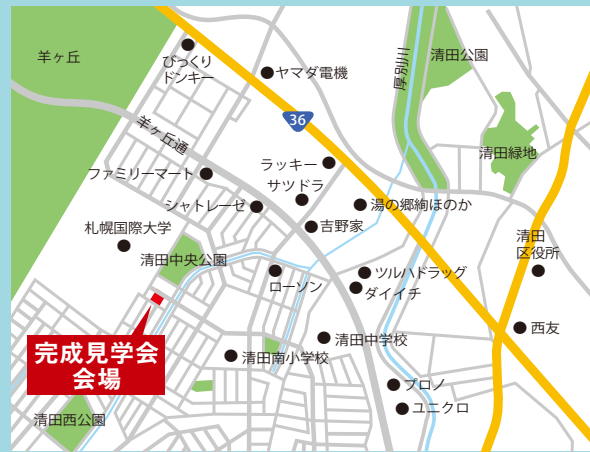 羊ヶ丘
びっくり
ドンキー
ヤマダ電機
厚別川
清田公園
36
羊ヶ丘通
清田緑地
ファミリーマート
ラッキー
サツドラ
シャトレーゼ
湯の郷絢ほのか
吉野家
札幌国際大学
清田中央公園
清田
区役所
ローソン
ツルハドラッグ
ダイイチ
完成見学会
会場
清田中学校
西友
清田南小学校
プロノ
ユニクロ
清田西公園